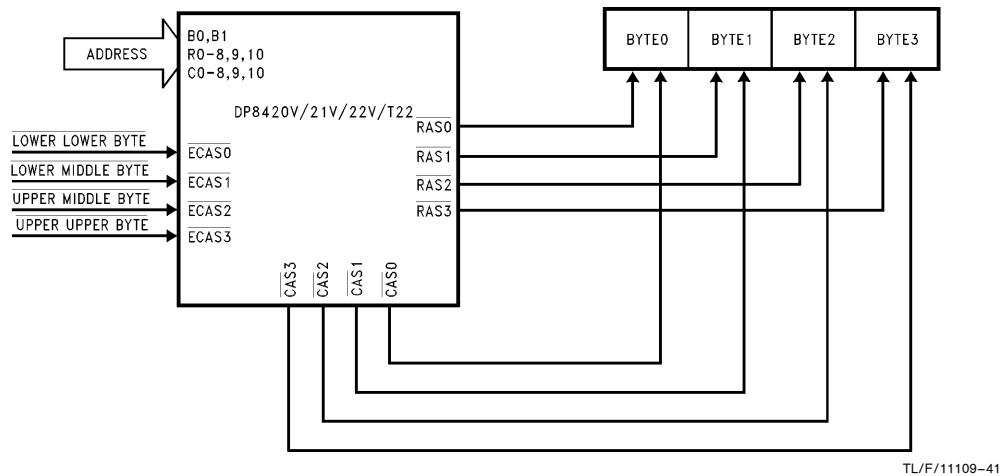 ADDRESS
B0,B1
R0-8,9,10
C0-8,9,10
BYTE0 BYTE1 BYTE2 BYTE3
DP8420V/21V/22V/T22
RAS0
RAS1
RAS2
RAS3
LOWER LOWER BYTE
LOWER MIDDLE BYTE
UPPER MIDDLE BYTE
UPPER UPPER BYTE
ECAS0
ECAS1
ECAS2
ECAS3
CAS3
CAS2
CAS1
CAS0
TL/F/11109–41